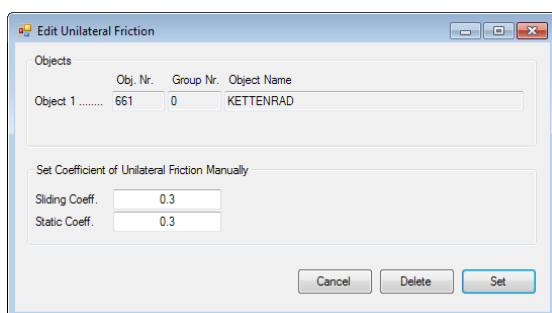 Edit Unilateral Friction
Objects
Obj. Nr. Group Nr. Object Name
Object 1 ........ 661 0 KETTENRAD
Set Coefficient of Unilateral Friction Manually
Sliding Coeff. 0.3
Static Coeff. 0.3
Cancel Delete Set